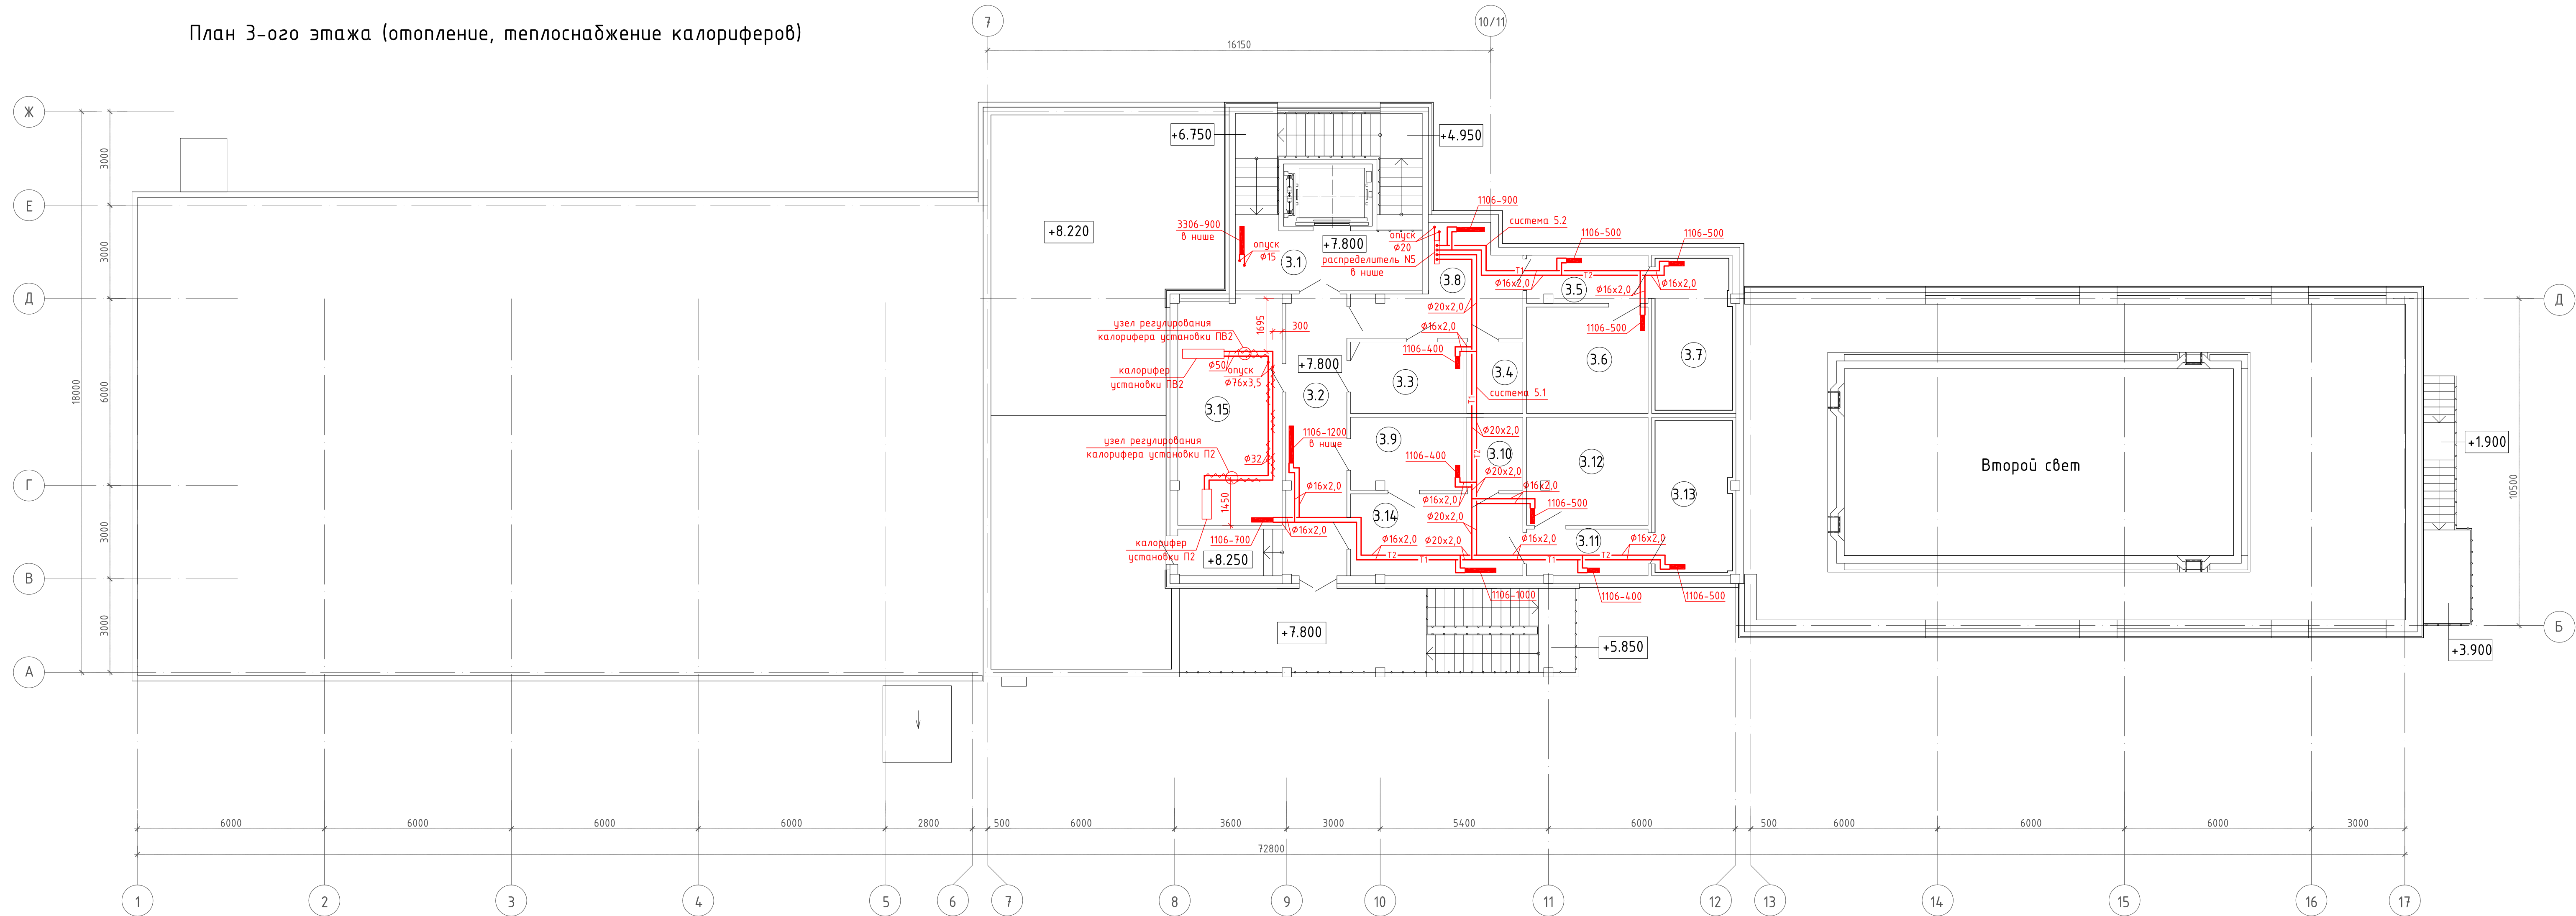 План 3-ого этажа (отопление, теплоснабжение калориферов)
7
10/11
16150
Ж
Е
Д
Г
В
А
18000
3000
3000
6000
3000
3000
+6.750
+4.950
+8.220
+7.800
3306-900
в нише
опуск
ф15
3.1
опуск
ф20
распределитель N5
в нише
3.8
1106-900
система 5.2
1106-500
1106-500
Т1
Т2
ф16х2,0
3.5
ф16х2,0
ф16х2,0
1106-500
ф20х2,0
ф16х2,0
1106-400
3.3
3.4
3.6
3.7
система 5.1
Т1
1695
300
узел регулирования
калорифера установки ПВ2
калорифер
установки ПВ2
ф50
опуск
ф76х3,5
+7.800
3.2
3.15
узел регулирования
калорифера установки П2
ф32
1450
калорифер
установки П2
1106-1200
в нише
ф16х2,0
1106-700
ф16х2,0
+8.250
3.9
1106-400
3.10
ф20х2,0
Т2
ф20х2,0
ф16х2,0
ф16х2,0
1106-500
3.12
3.13
3.14
ф20х2,0
ф16х2,0
ф20х2,0
ф16х2,0
3.11
ф16х2,0
Т2
Т1
Т1
Т2
1106-1000
1106-400
1106-500
+7.800
+5.850
Второй свет
+1.900
+3.900
Д
Б
10500
6000
6000
6000
6000
2800
500
6000
3600
3000
5400
6000
500
6000
6000
6000
3000
72800
1
2
3
4
5
6
7
8
9
10
11
12
13
14
15
16
17